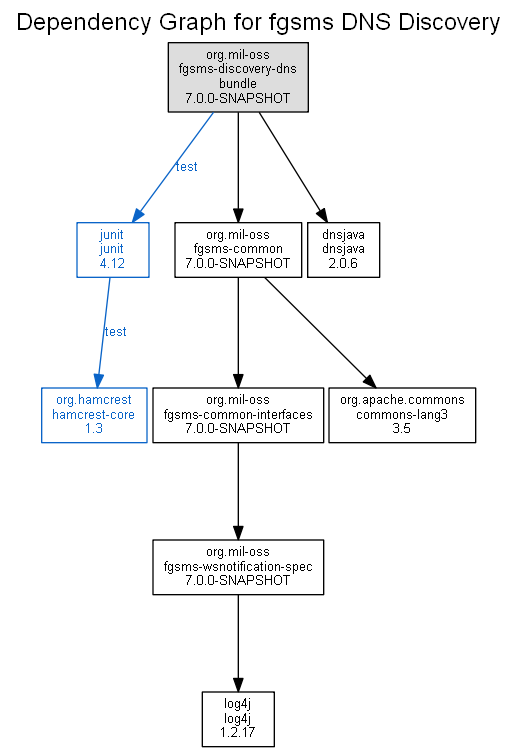 Dependency Graph for fgsms DNS Discovery
org.mil-oss
fgsms-discovery-dns
bundle
7.0.0-SNAPSHOT
test
junit
junit
4.12
org.mil-oss
fgsms-common
7.0.0-SNAPSHOT
dnsjava
dnsjava
2.0.6
test
org.hamcrest
hamcrest-core
1.3
org.mil-oss
fgsms-common-interfaces
7.0.0-SNAPSHOT
org.apache.commons
commons-lang3
3.5
org.mil-oss
fgsms-wsnotification-spec
7.0.0-SNAPSHOT
log4j
log4j
1.2.17